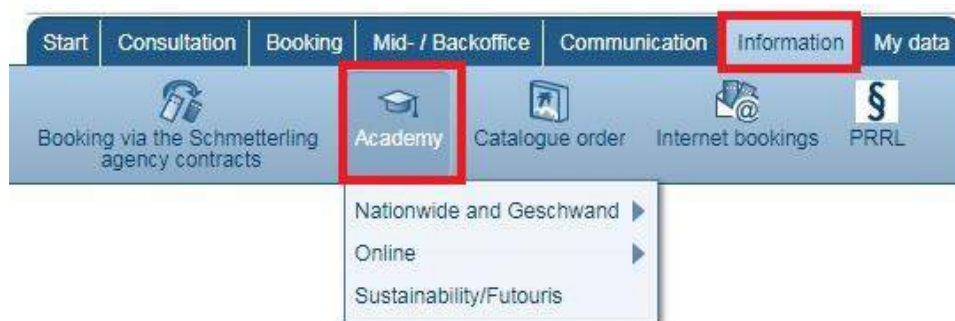 Start Consultation Booking Mid- / Backoffice Communication Information My data
Booking via the Schmetterling
agency contracts
Academy
Catalogue order
Internet bookings
§
PRRL
Nationwide and Geschwand
Online
Sustainability/Futouris